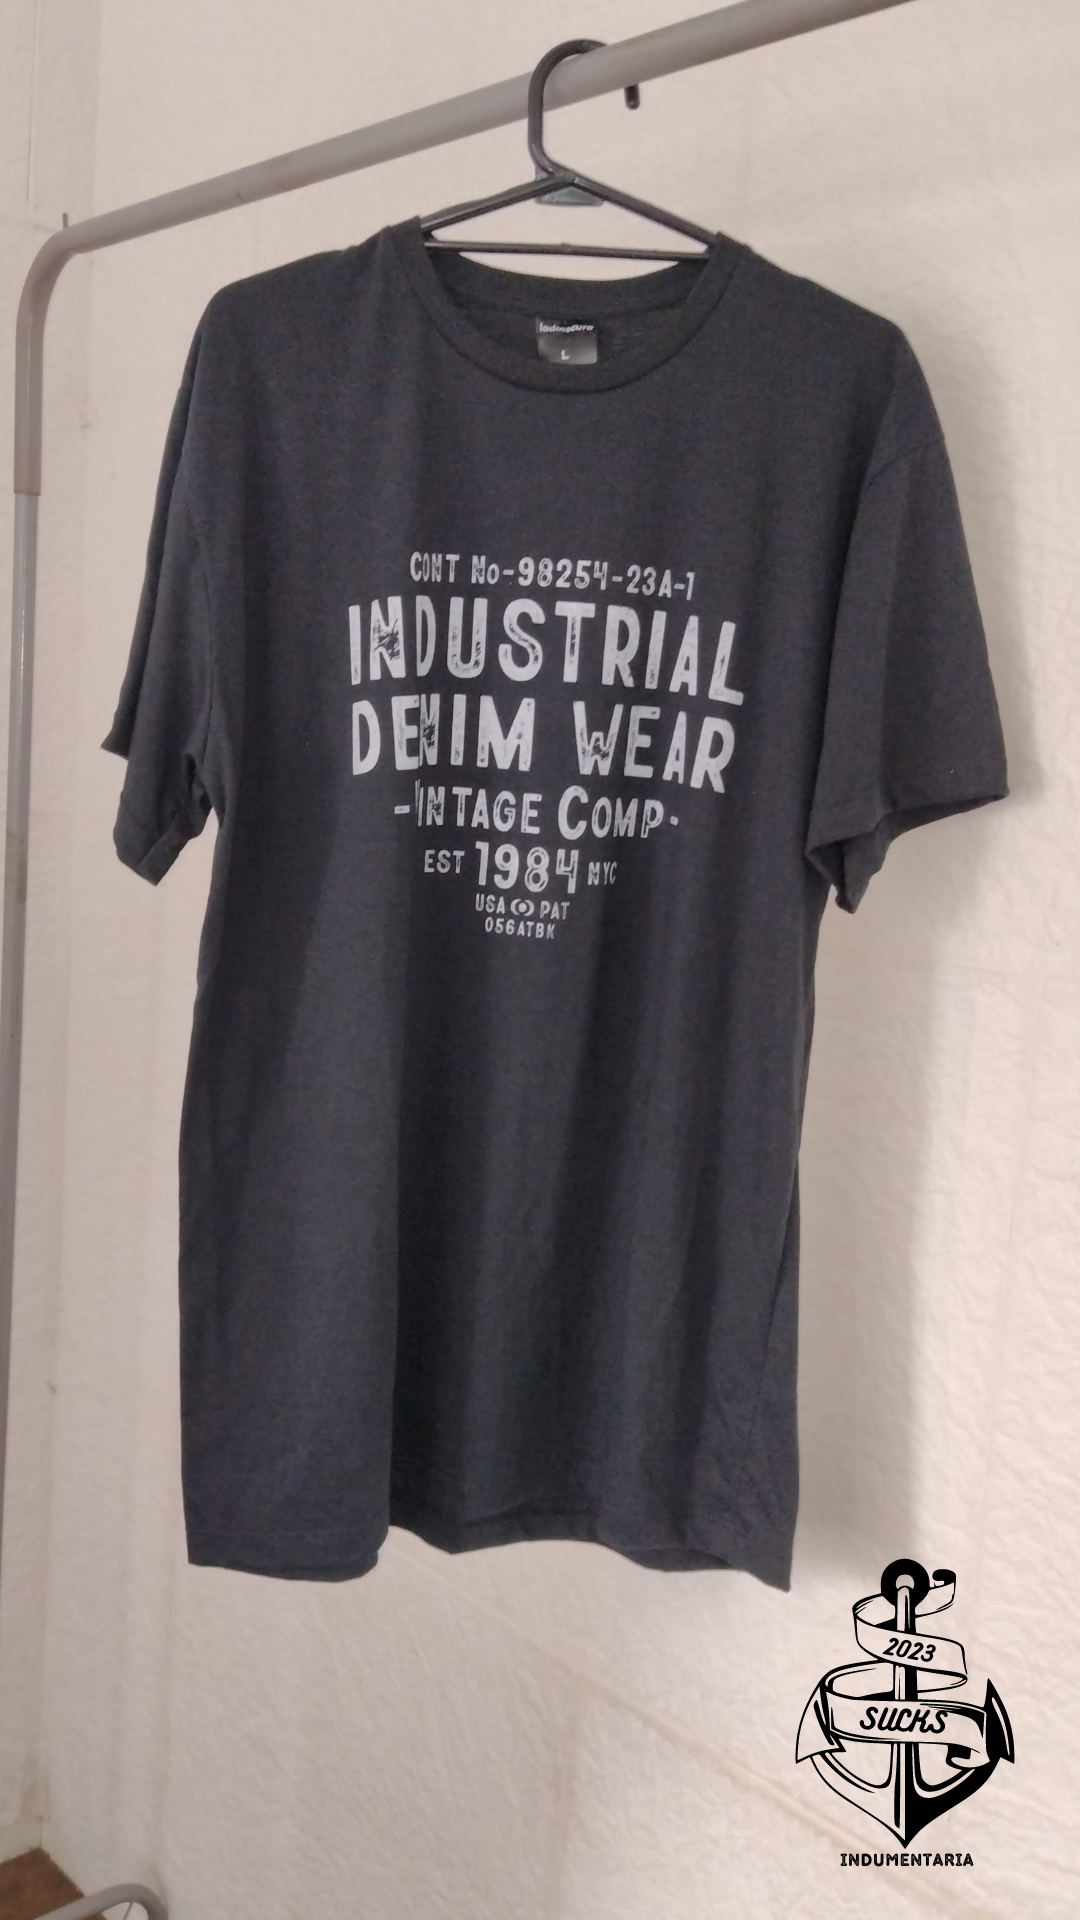 L
CONT No-98254-23A-1
INDUSTRIAL
DENIM WEAR
-VINTAGE COMP-
EST 1984 NYC
USA PAT
056ATBK
2023
SUCKS
INDUMENTARIA